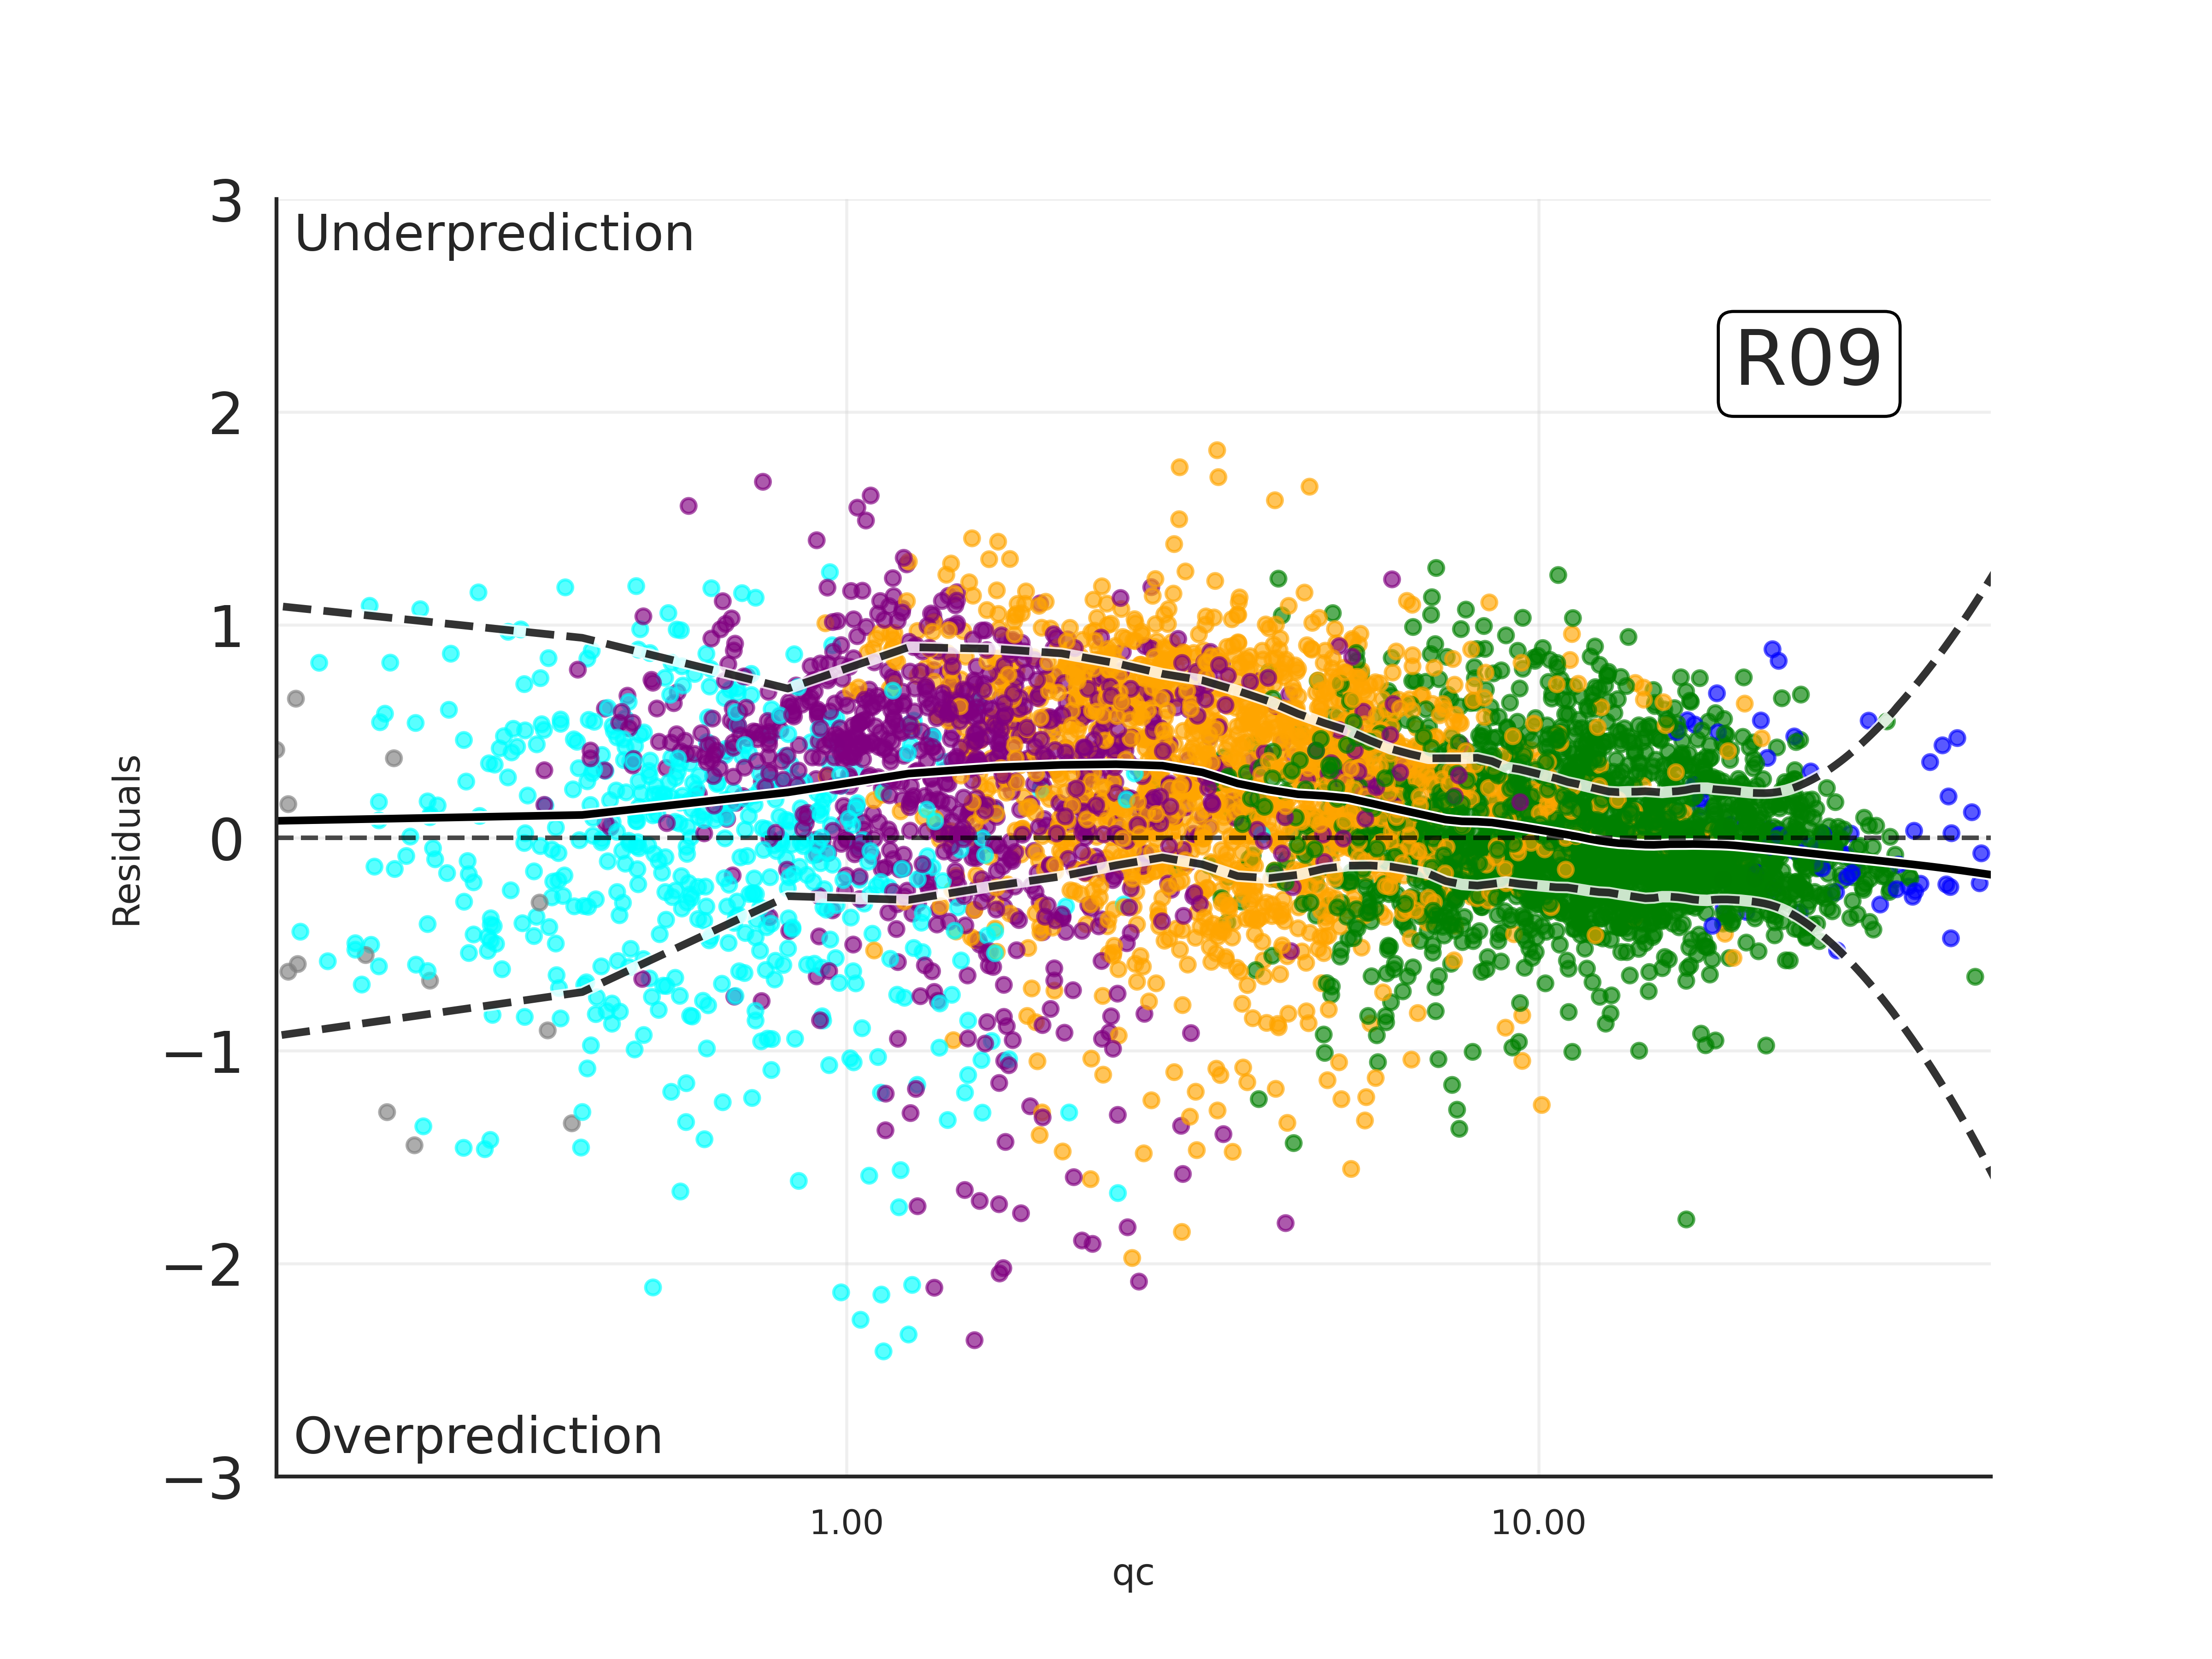 3
Underprediction
R09
2
1
0
−1
−2
−3
Residuals
Overprediction
1.00
10.00
qc